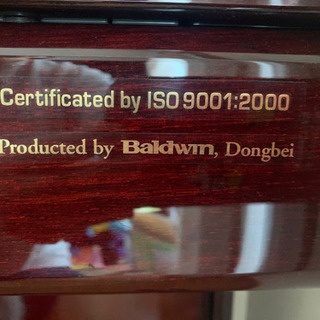 Certificated by ISO 9001:2000
Producted by Baldwin, Dongbei